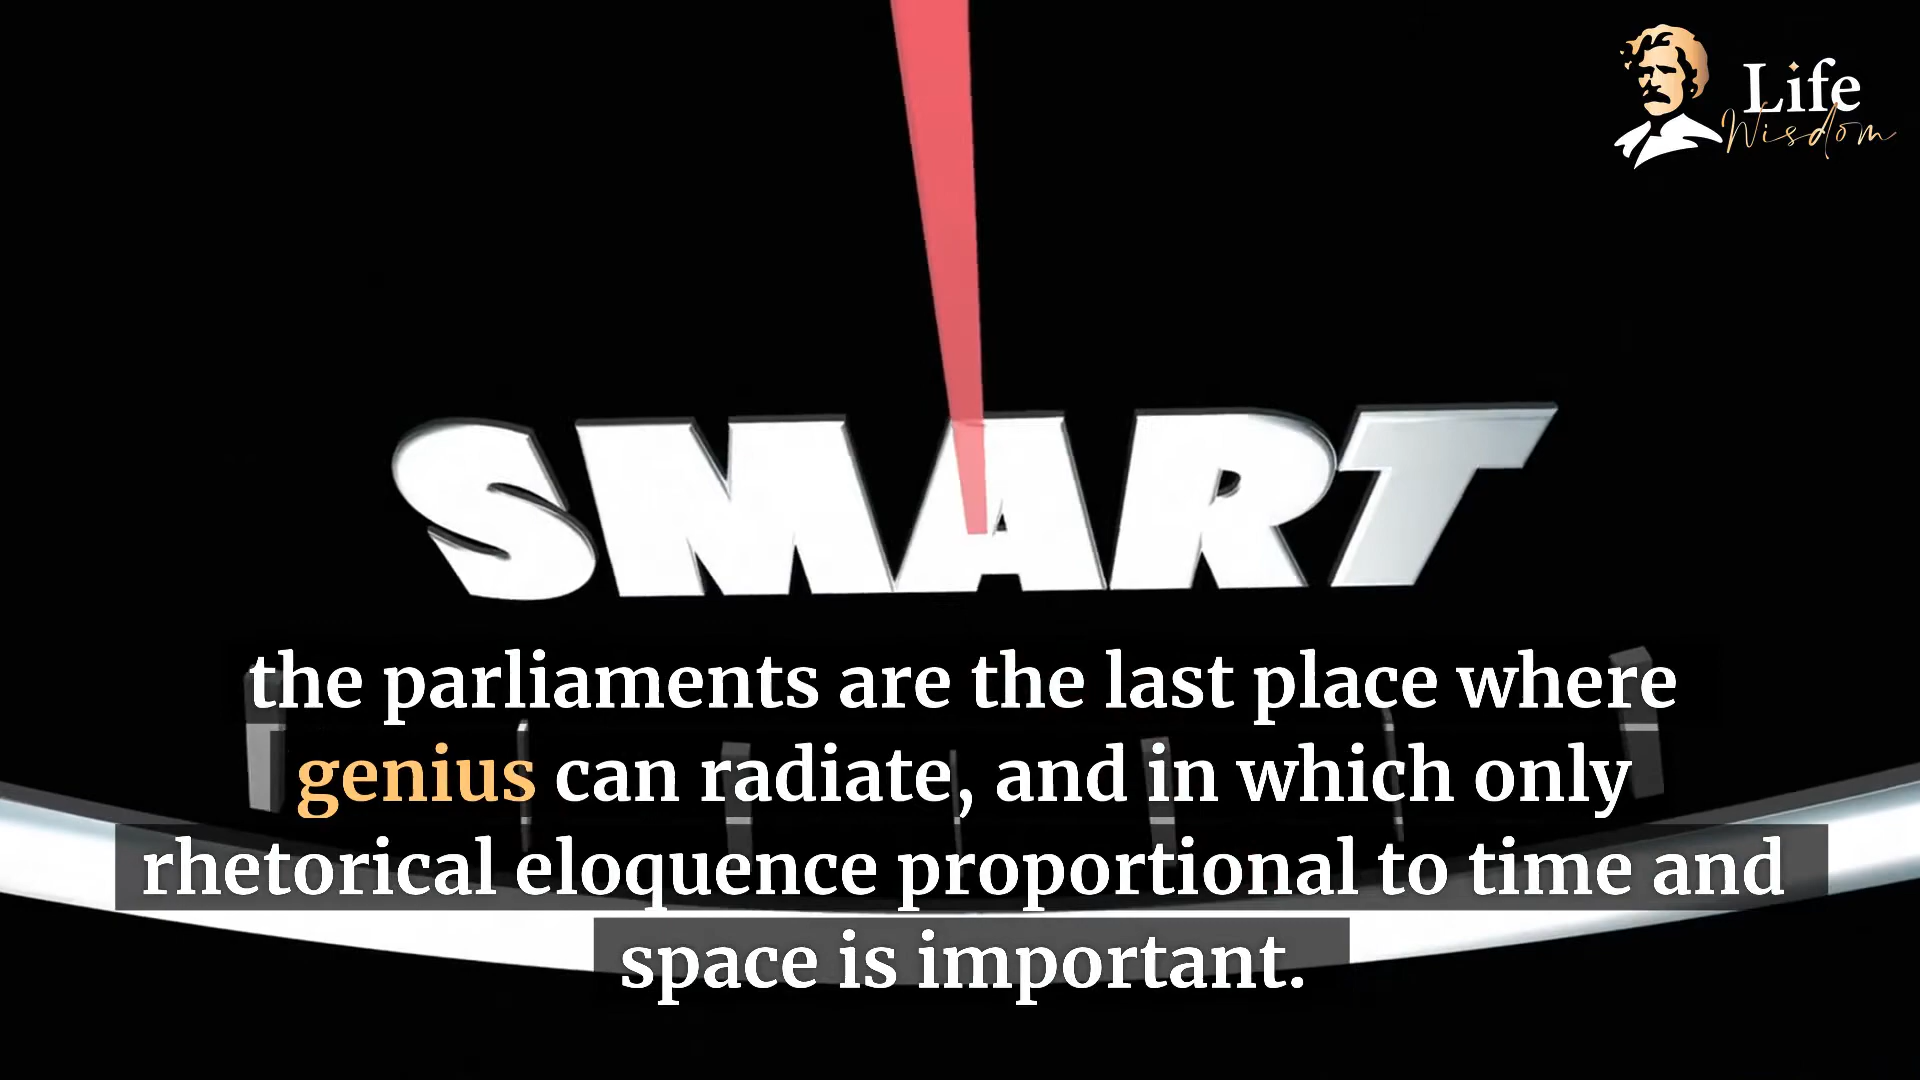 Life
Wisdom
SMART
the parliaments are the last place where
genius can radiate, and in which only
rhetorical eloquence proportional to time and
space is important.